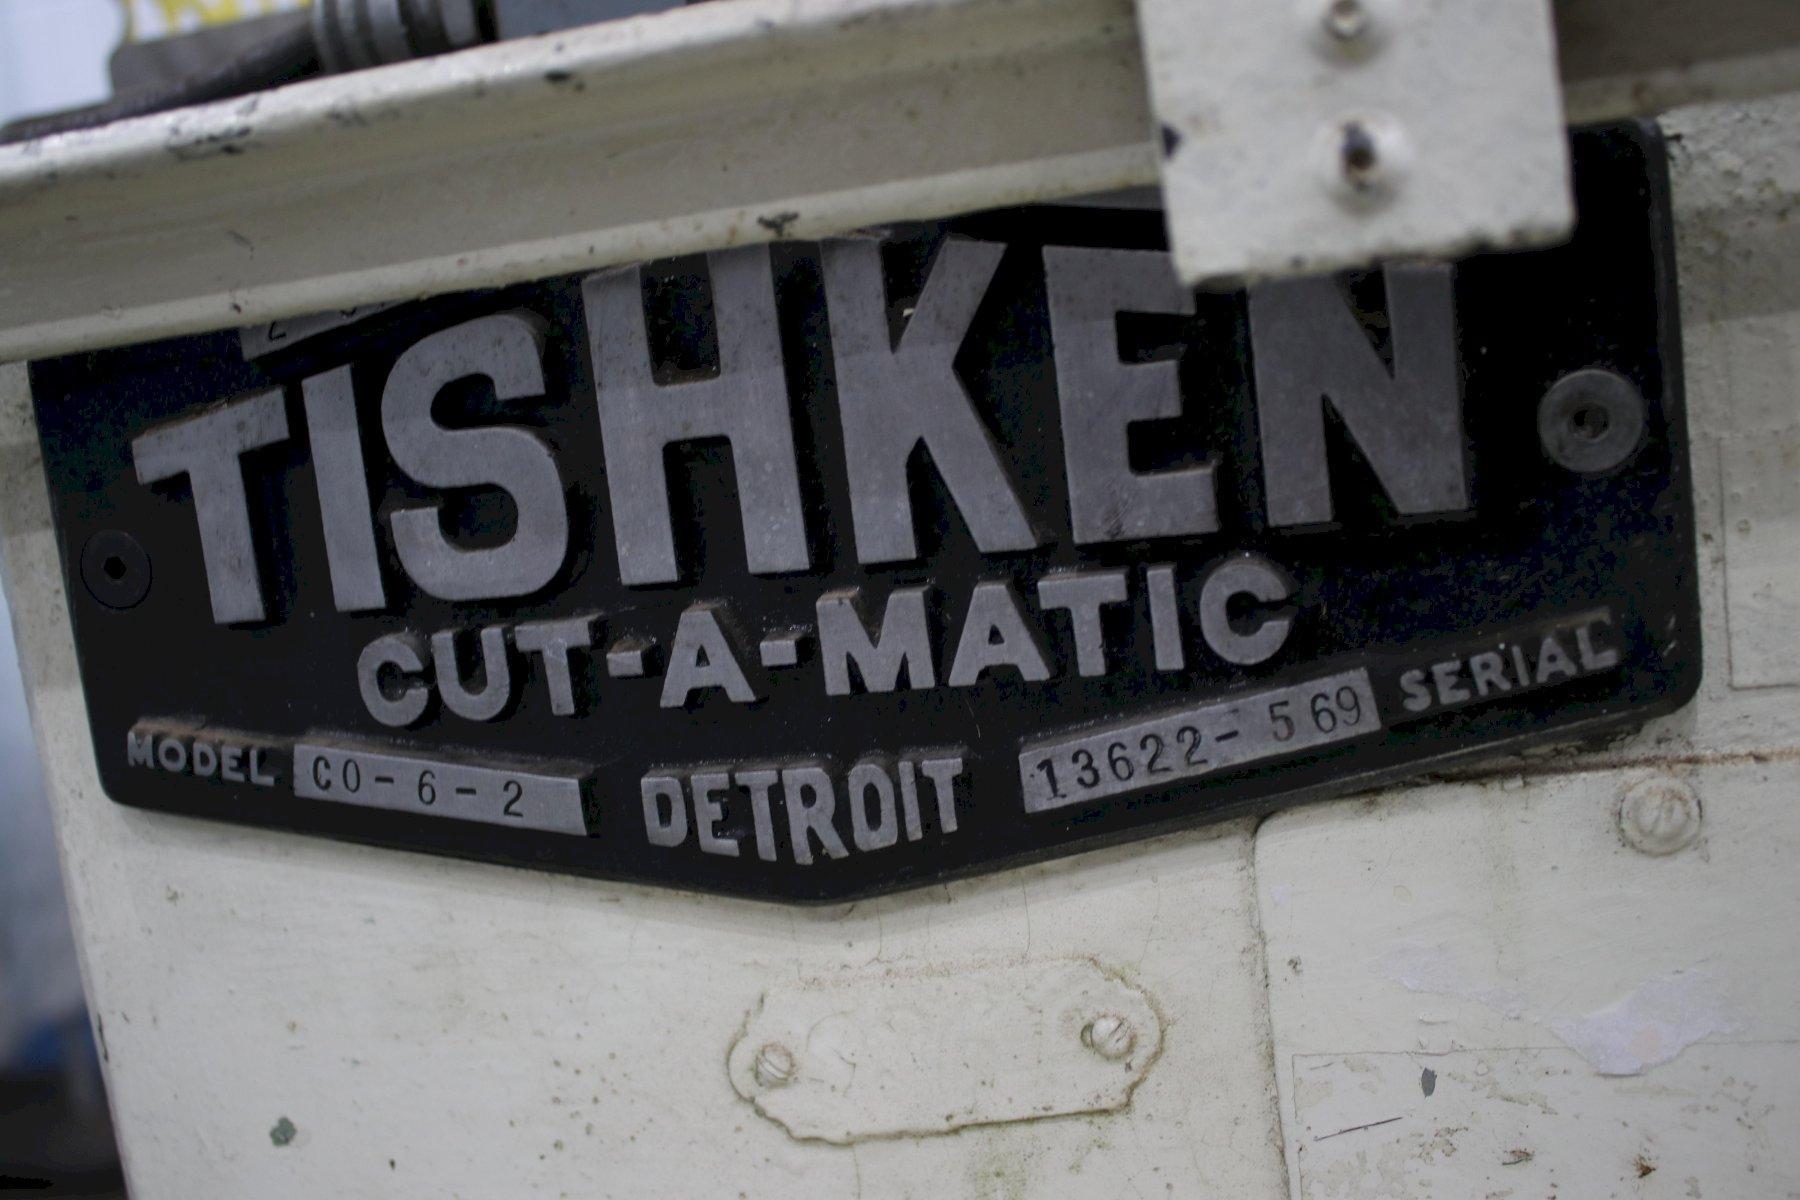 TISHKEN
CUT-A-MATIC
MODEL CO-6-2 DETROIT 13622-569 SERIAL